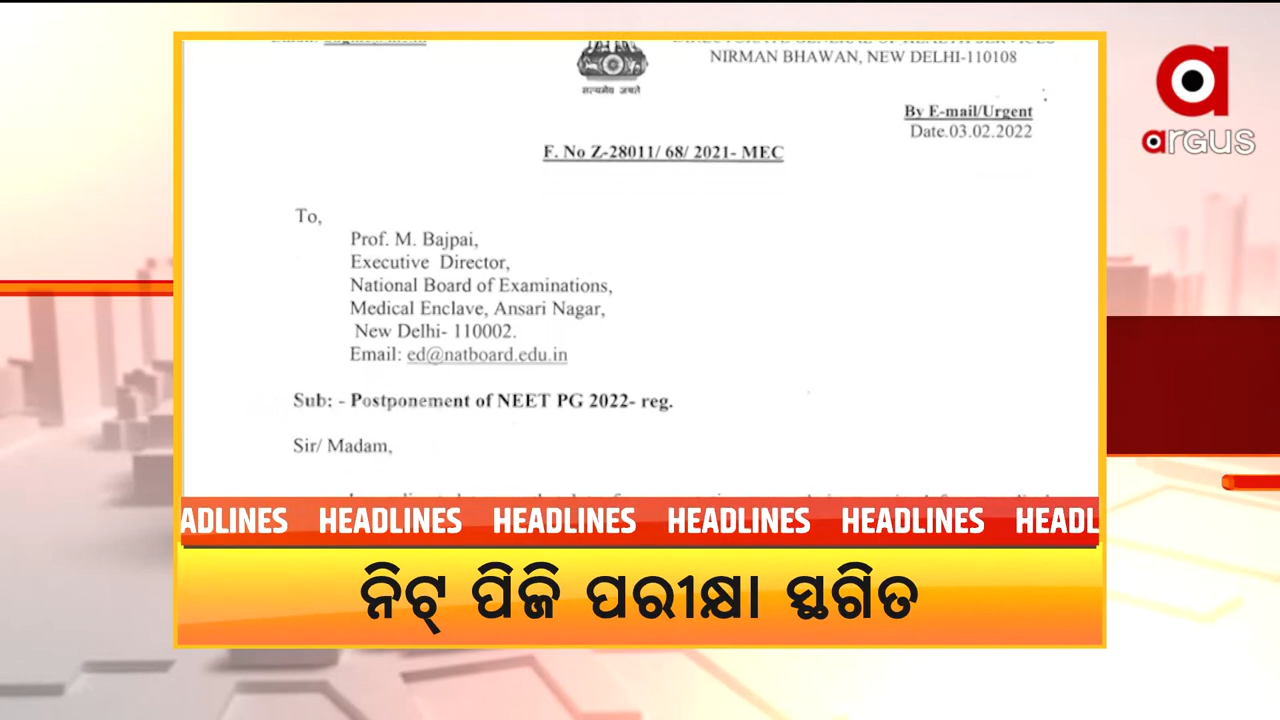 NIRMAN BHAWAN, NEW DELHI-110108
सत्यमेव जयते
By E-mail/Urgent
Date.03.02.2022
F. No Z-28011/ 68/ 2021- MEC
To,
Prof. M. Bajpai,
Executive Director,
National Board of Examinations,
Medical Enclave, Ansari Nagar,
New Delhi- 110002.
Email: ed@natboard.edu.in
Sub: - Postponement of NEET PG 2022- reg.
Sir/ Madam,
argus
ADLINES HEADLINES HEADLINES HEADLINES HEADLINES HEADL
ନିଟ୍ ପିଜି ପରୀକ୍ଷା ସ୍ଥଗିତ